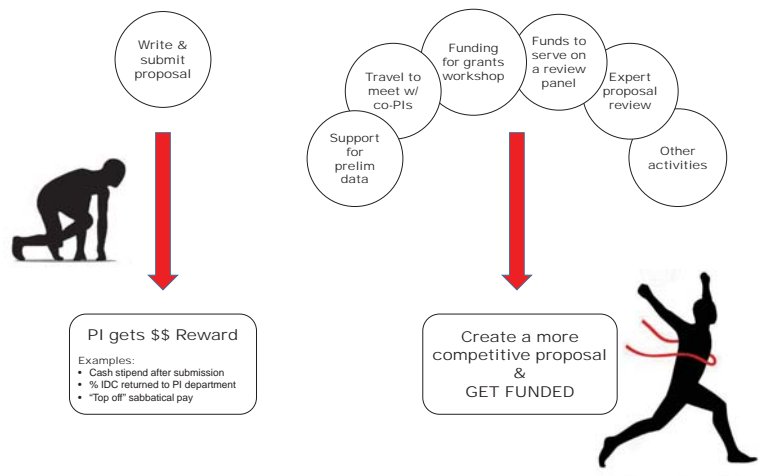 Write &
submit
proposal
Support
for
prelim
data
Travel to
meet w/
co-PIs
Funding
for grants
workshop
Funds to
serve on
a review
panel
Expert
proposal
review
Other
activities
PI gets $$ Reward
Examples:
• Cash stipend after submission
• % IDC returned to PI department
• “Top off” sabbatical pay
Create a more
competitive proposal
&
GET FUNDED